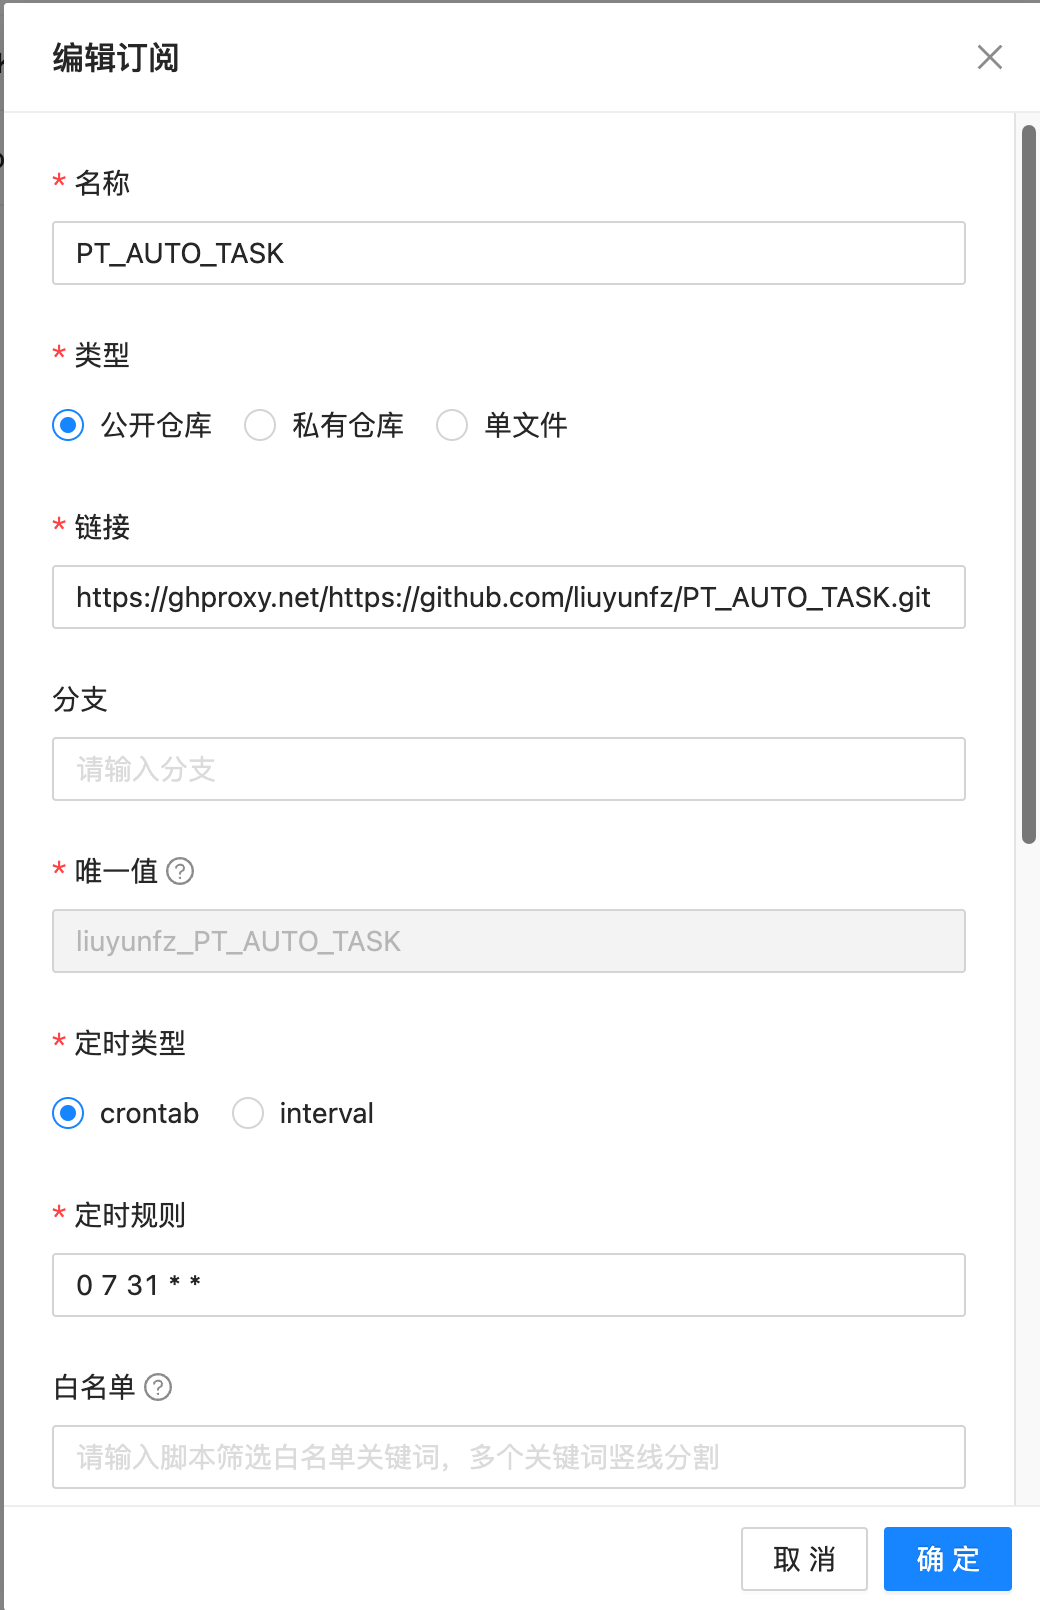 编辑订阅
* 名称
PT_AUTO_TASK
* 类型
公开仓库 私有仓库 单文件
* 链接
https://ghproxy.net/https://github.com/liuyunfz/PT_AUTO_TASK.git
分支
请输入分支
* 唯一值
liuyunfz_PT_AUTO_TASK
* 定时类型
crontab interval
* 定时规则
0 7 31 * *
白名单
请输入脚本筛选白名单关键词，多个关键词竖线分割
取 消 确 定